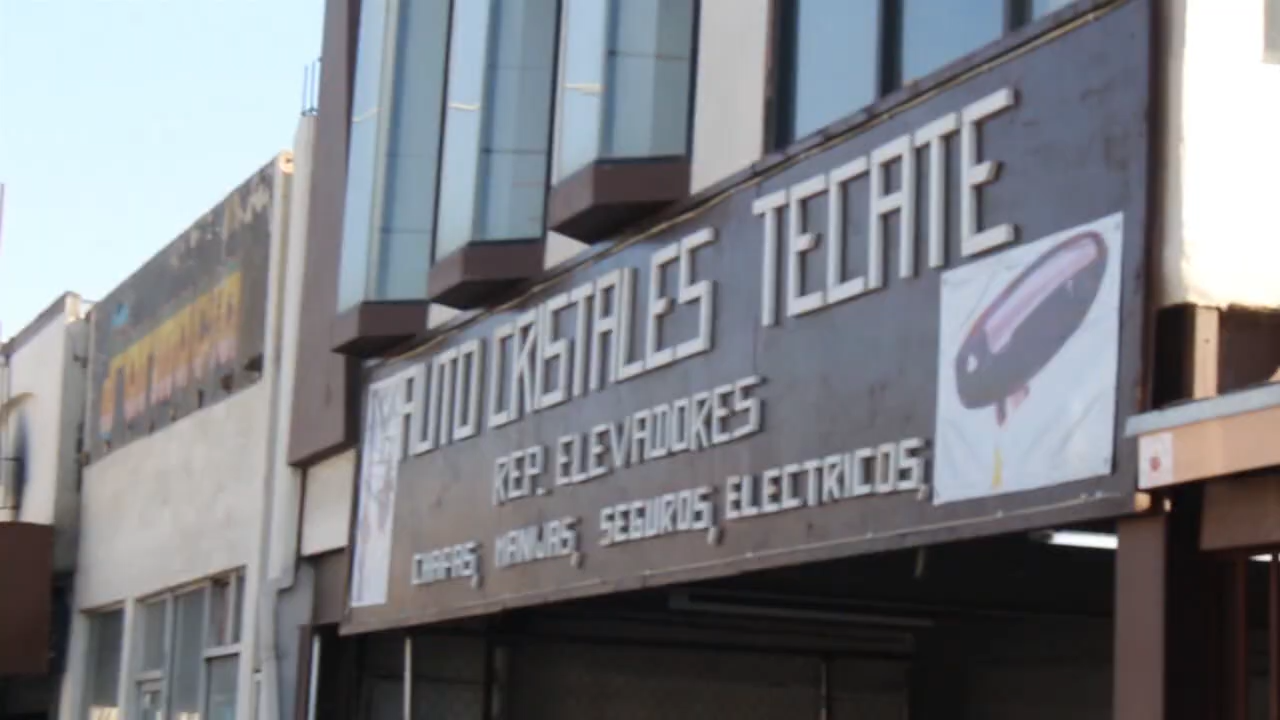 AUTO CRISTALES TECATE
REP. ELEVADORES
CHAPAS, MANIJAS, SEGUROS, ELECTRICOS,